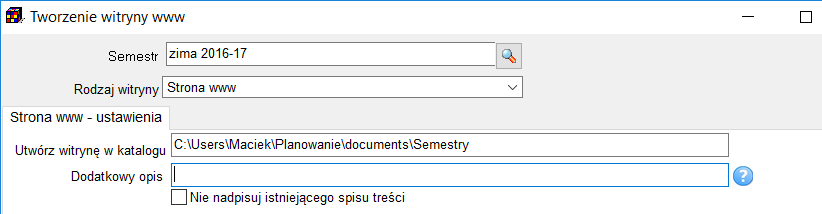 Tworzenie witryny www
Semestr zima 2016-17
Rodzaj witryny Strona www
Strona www - ustawienia
Utwórz witrynę w katalogu C:\Users\Maciek\Planowanie\documents\Semestry
Dodatkowy opis
Nie nadpisuj istniejącego spisu treści